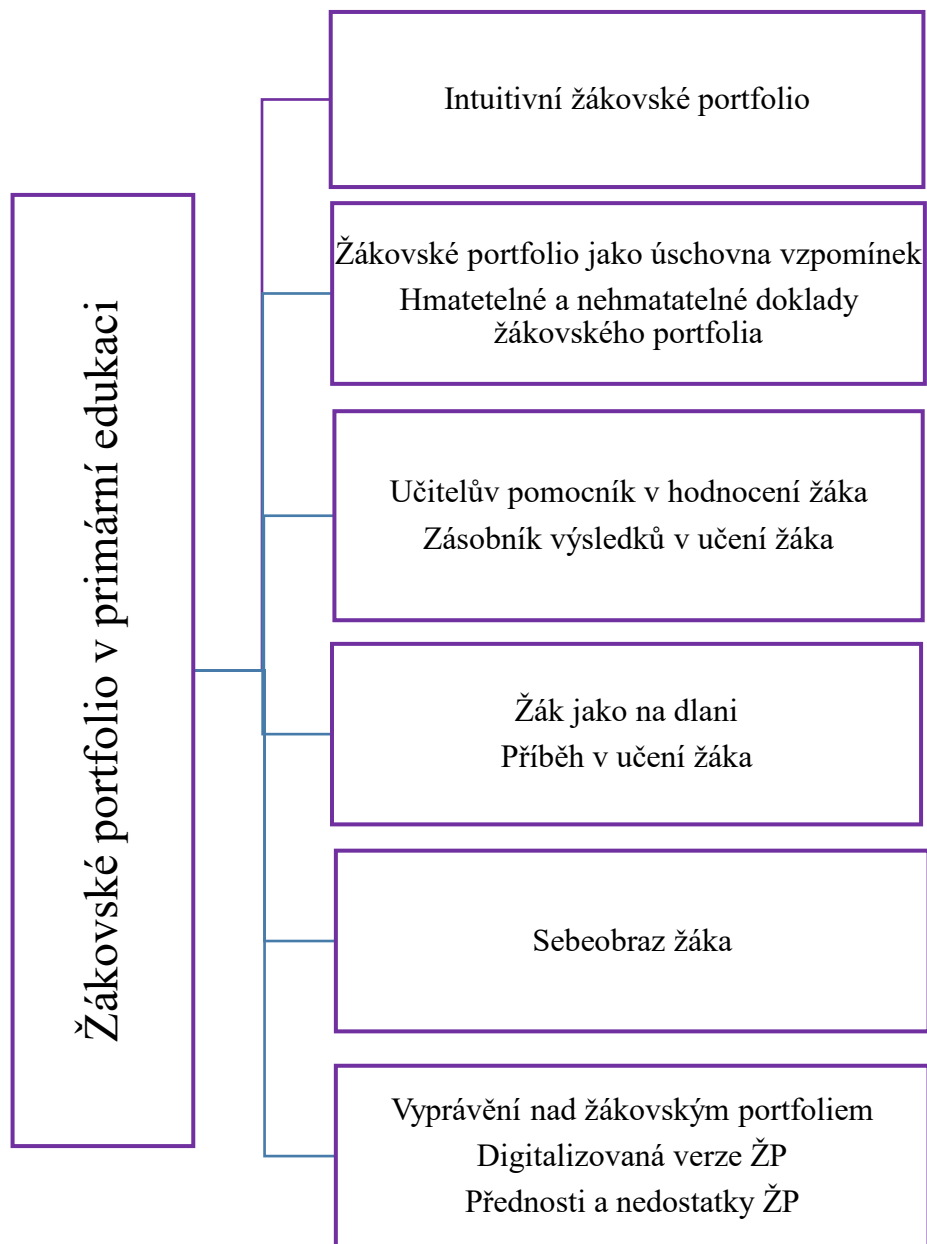 Žákovské portfolio v primární edukaci
Intuitivní žákovské portfolio
Žákovské portfolio jako úschovna vzpomínek
Hmatetelné a nehmatatelné doklady
žákovského portfolia
Učitelův pomocník v hodnocení žáka
Zásobník výsledků v učení žáka
Žák jako na dlani
Příběh v učení žáka
Sebeobraz žáka
Vyprávění nad žákovským portfoliem
Digitalizovaná verze ŽP
Přednosti a nedostatky ŽP